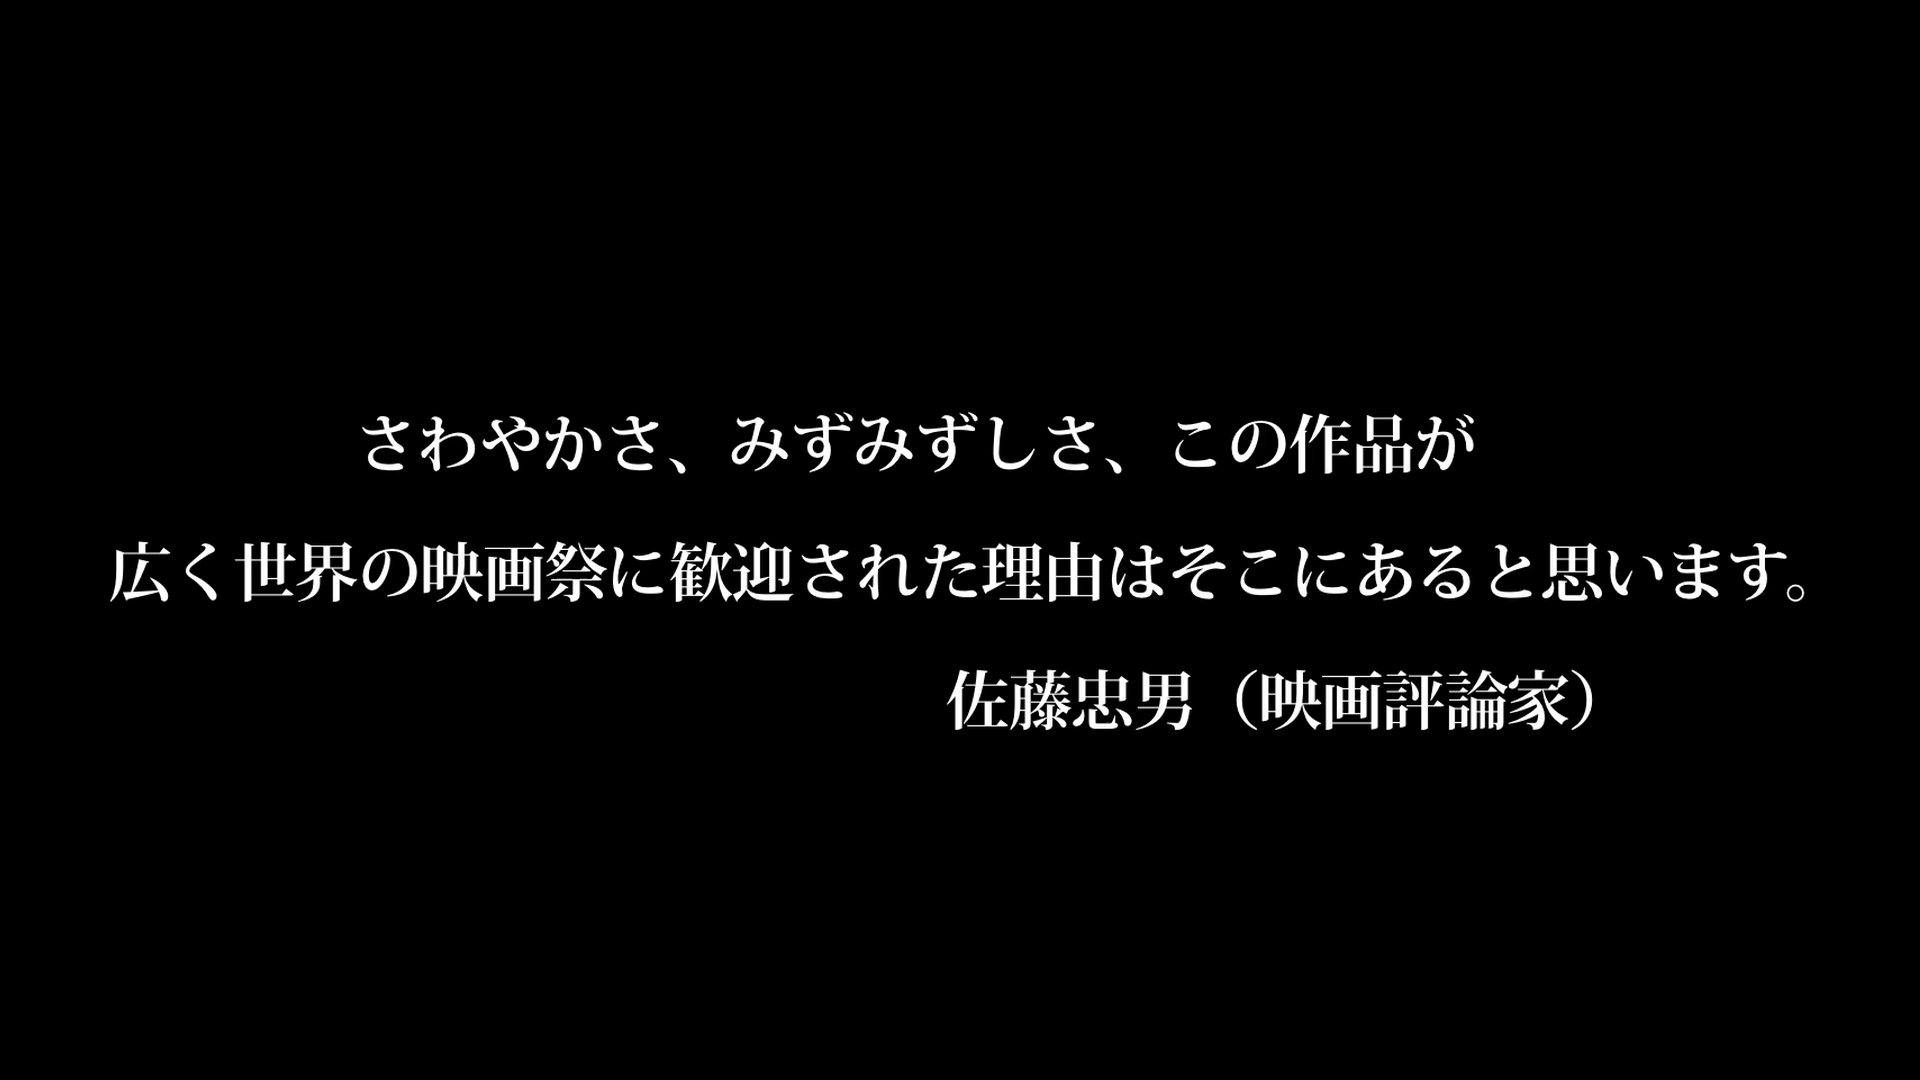 さわやかさ、みずみずしさ、この作品が
広く世界の映画祭に歓迎された理由はそこにあると思います。
佐藤忠男（映画評論家）